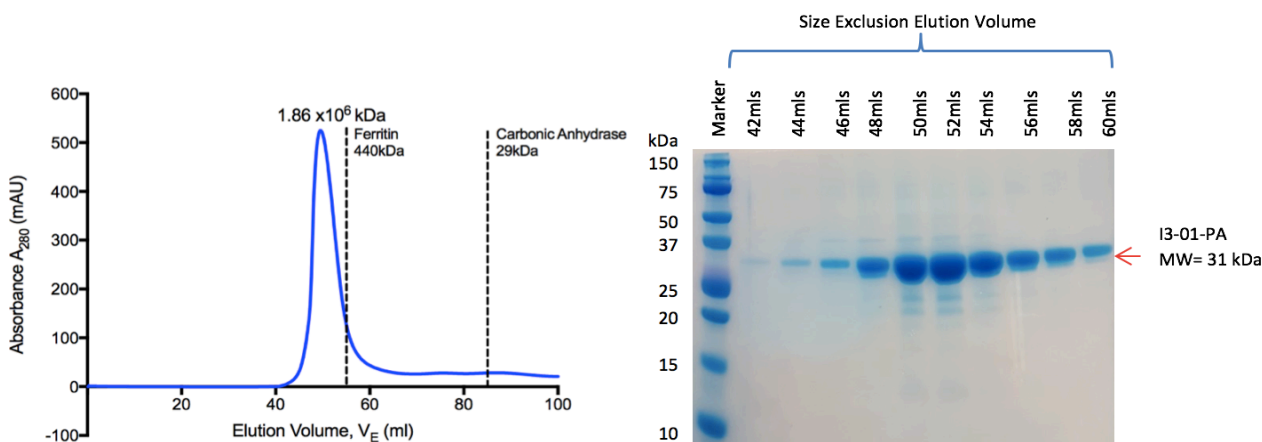 600
500
400
300
200
100
0
-100
20
40
60
80
100
Absorbance A₂₈₀ (mAU)
Elution Volume, Vᴇ (ml)
1.86 x10⁶ kDa
Ferritin
440kDa
Carbonic Anhydrase
29kDa
Size Exclusion Elution Volume
Marker
42mls
44mls
46mls
48mls
50mls
52mls
54mls
56mls
58mls
60mls
kDa
150
75
50
37
25
20
15
10
I3-01-PA
MW= 31 kDa